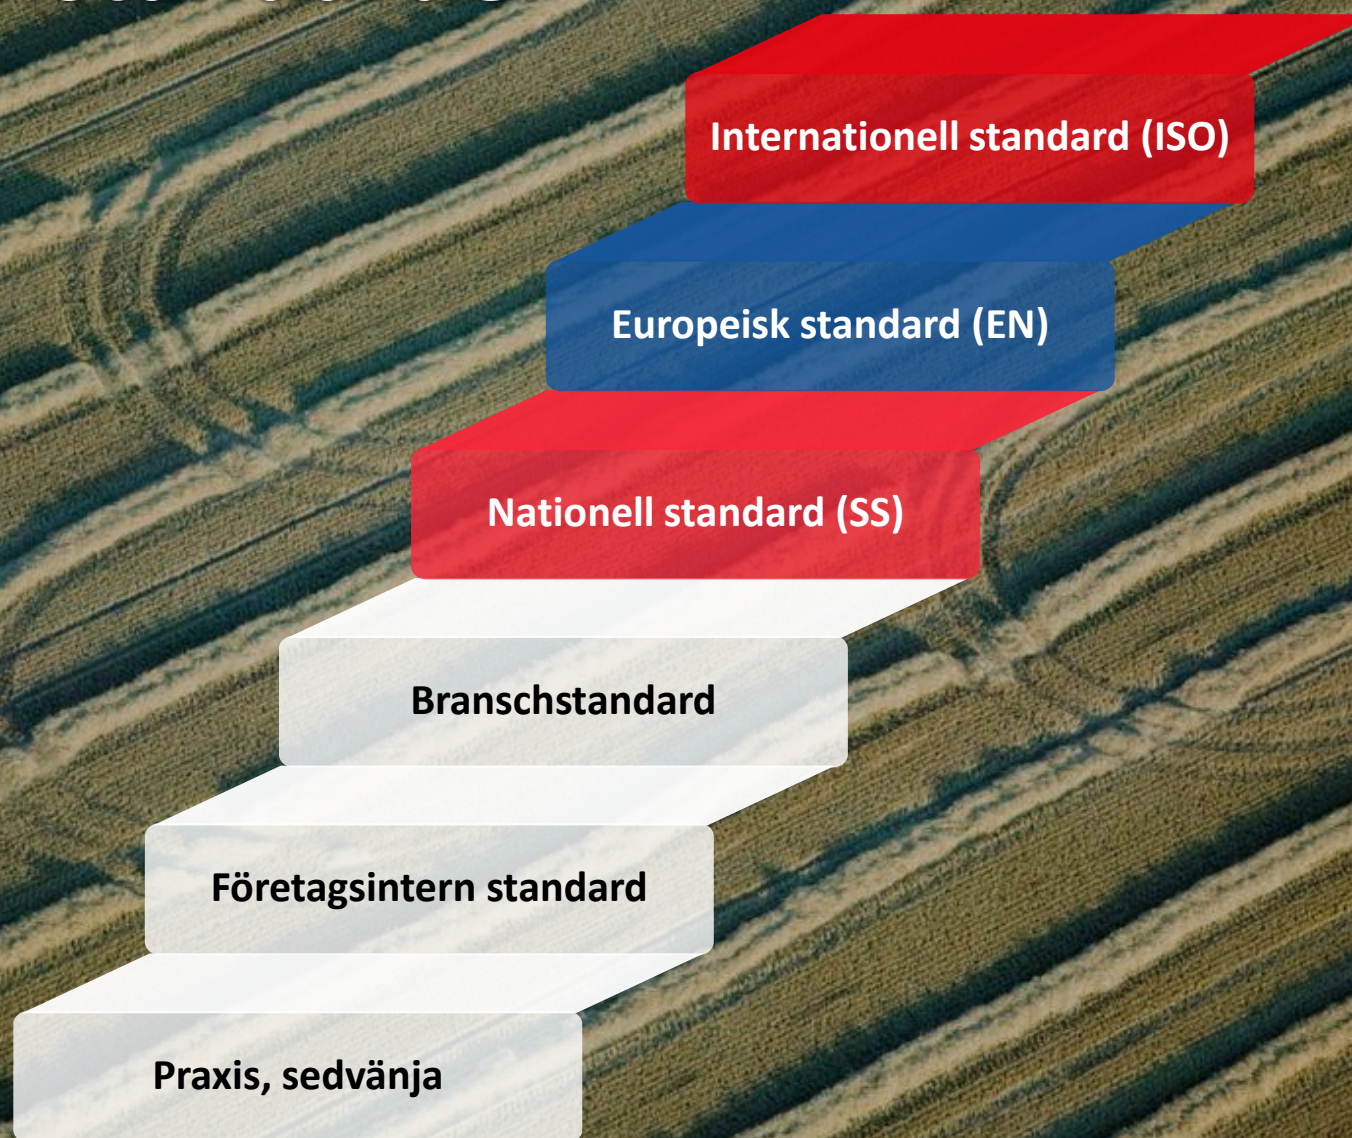 Internationell standard (ISO)
Europeisk standard (EN)
Nationell standard (SS)
Branschstandard
Företagsintern standard
Praxis, sedvänja